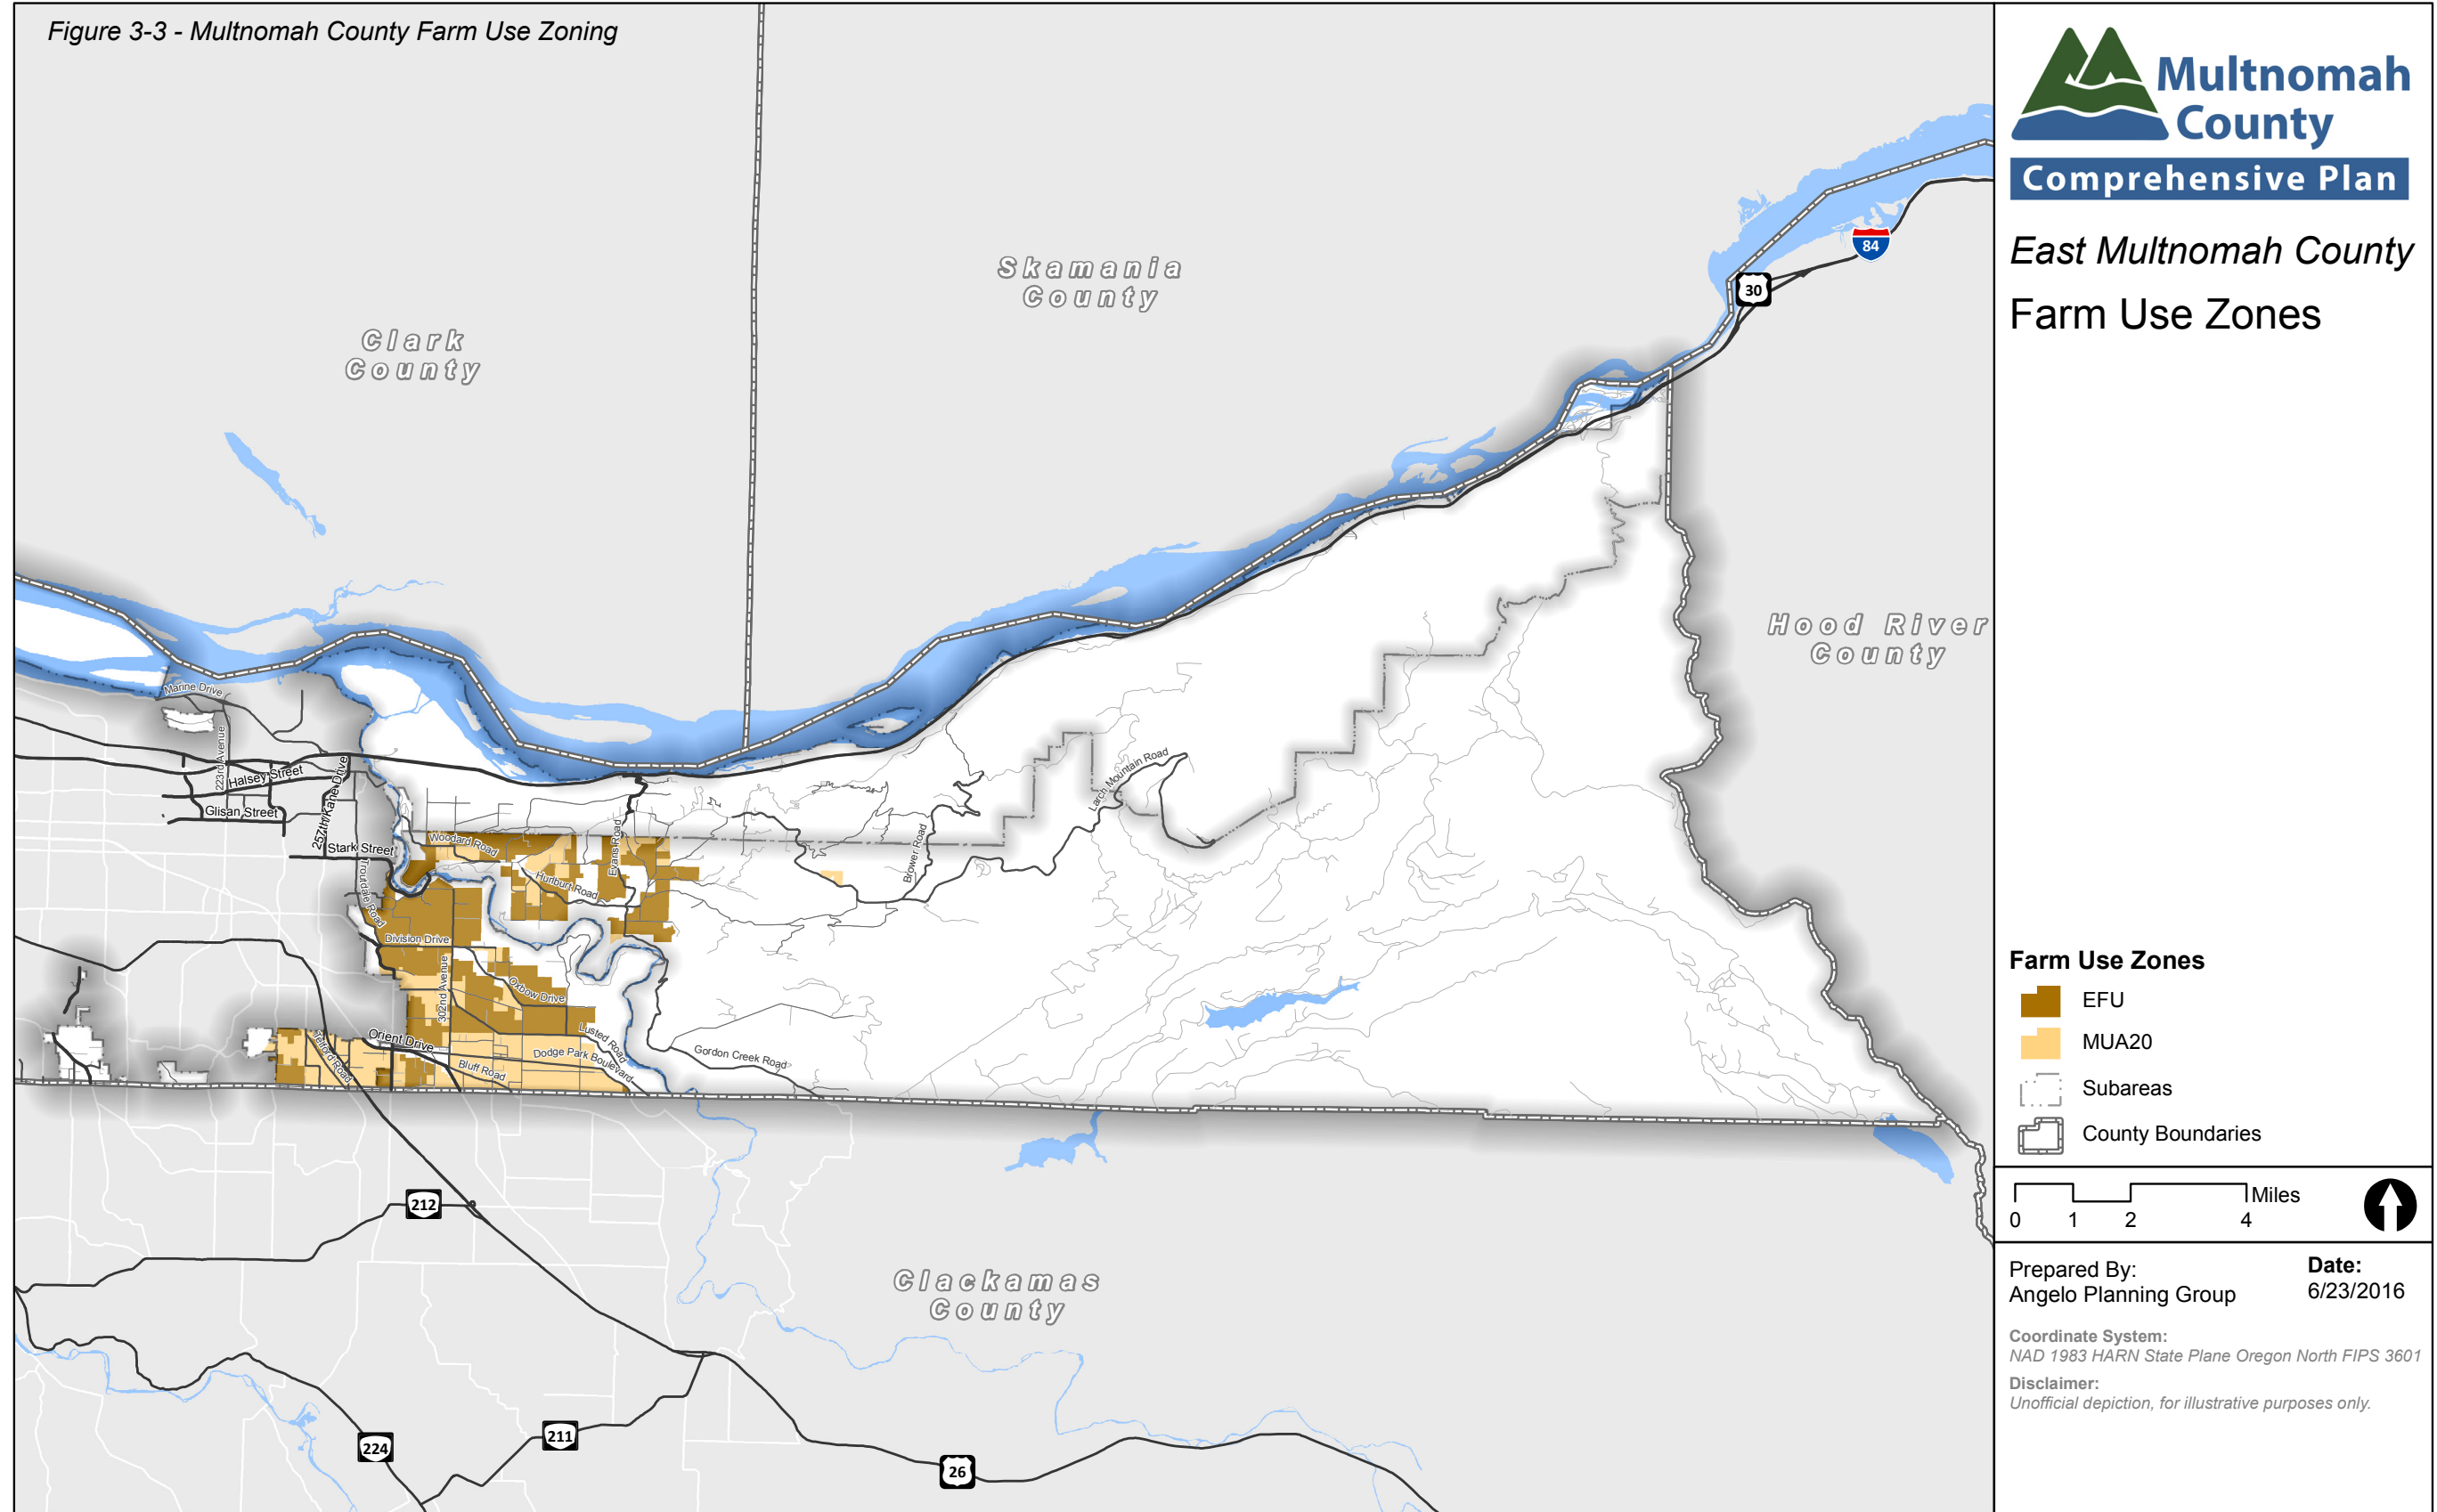 Figure 3-3 - Multnomah County Farm Use Zoning
Multnomah
County
Comprehensive Plan
East Multnomah County
Farm Use Zones
Skamania
County
Clark
County
84
30
Hood River
County
Marine Drive
223rd Avenue
Halsey Street
Glisan Street
257th/Kane Drive
Stark Street
Troutdale Road
Woodard Road
Hurlburt Road
Evans Road
Brower Road
Larch Mountain Road
Division Drive
302nd Avenue
Oxbow Drive
Orient Drive
Telford Road
Bluff Road
Lusted Road
Dodge Park Boulevard
Gordon Creek Road
212
Clackamas
County
224
211
26
Farm Use Zones
EFU
MUA20
Subareas
County Boundaries
Miles
0 1 2 4
Prepared By:
Angelo Planning Group
Date:
6/23/2016
Coordinate System:
NAD 1983 HARN State Plane Oregon North FIPS 3601
Disclaimer:
Unofficial depiction, for illustrative purposes only.